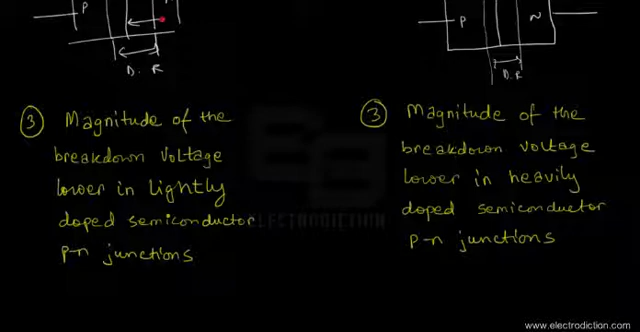 P
D. R
③ Magnitude of the
breakdown voltage
lower in lightly
doped semiconductor
p-n junctions
P N
D.R
③ Magnitude of the
breakdown voltage
lower in heavily
doped semiconductor
p-n junctions
ELECTRODICTION
www.electrodiction.com